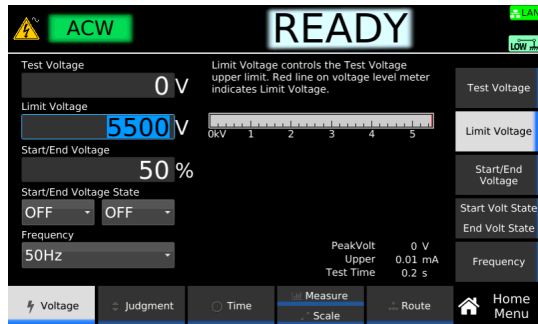 ACW
READY
LAN
LOW
Test Voltage
0 V
Limit Voltage
5500 V
Start/End Voltage
50 %
Start/End Voltage State
OFF OFF
Frequency
50Hz
Limit Voltage controls the Test Voltage
upper limit. Red line on voltage level meter
indicates Limit Voltage.
0kV 1 2 3 4 5
PeakVolt 0 V
Upper 0.01 mA
Test Time 0.2 s
Test Voltage
Limit Voltage
Start/End
Voltage
Start Volt State
End Volt State
Frequency
Voltage
Judgment
Time
Measure
Scale
Route
Home
Menu